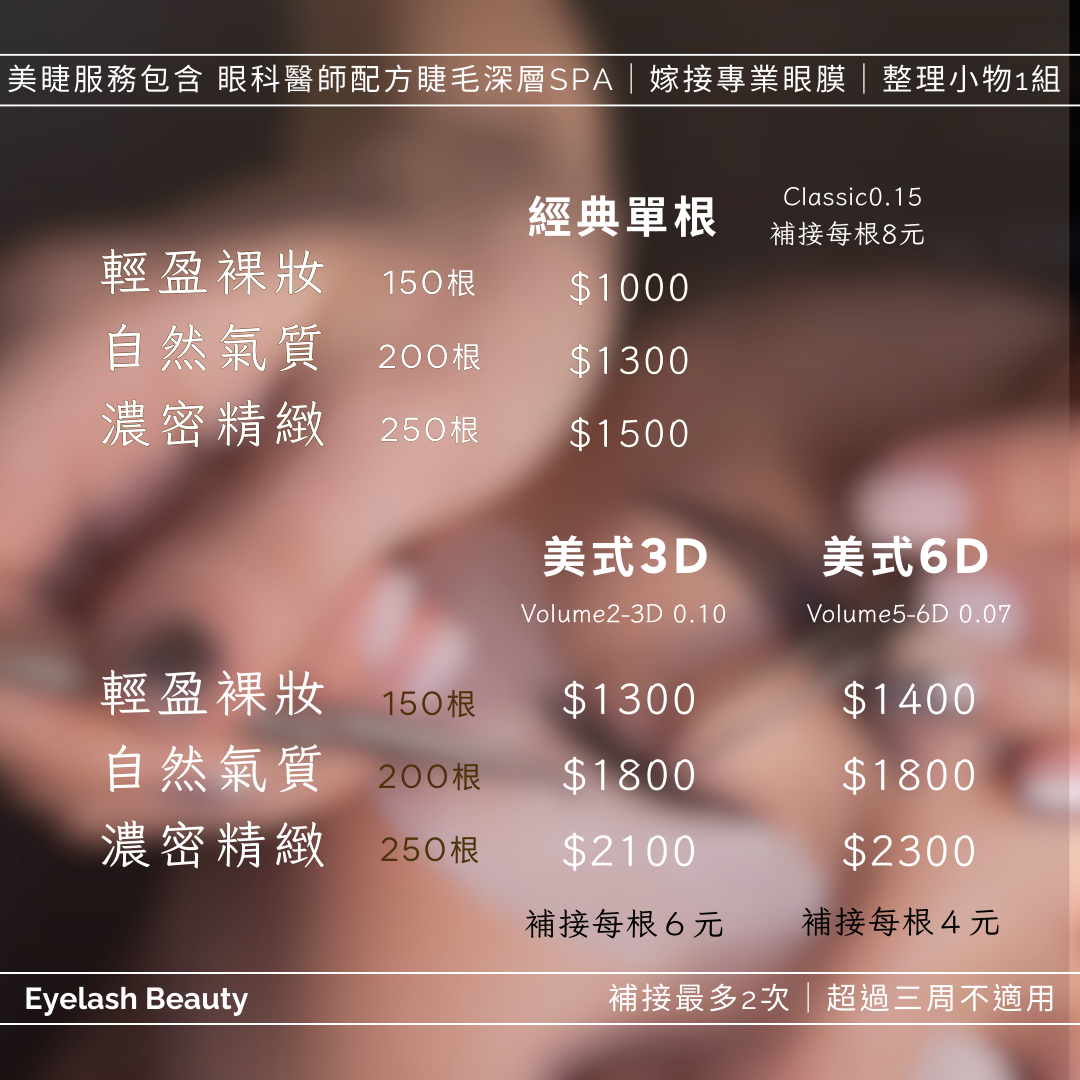 美睫服務包含 眼科醫師配方睫毛深層SPA｜嫁接專業眼膜｜整理小物1組
經典單根
Classic0.15
補接每根8元
輕盈裸妝 150根 $1000
自然氣質 200根 $1300
濃密精緻 250根 $1500
美式3D 美式6D
Volume2-3D 0.10 Volume5-6D 0.07
輕盈裸妝 150根 $1300 $1400
自然氣質 200根 $1800 $1800
濃密精緻 250根 $2100 $2300
補接每根６元 補接每根４元
Eyelash Beauty 補接最多2次｜超過三周不適用